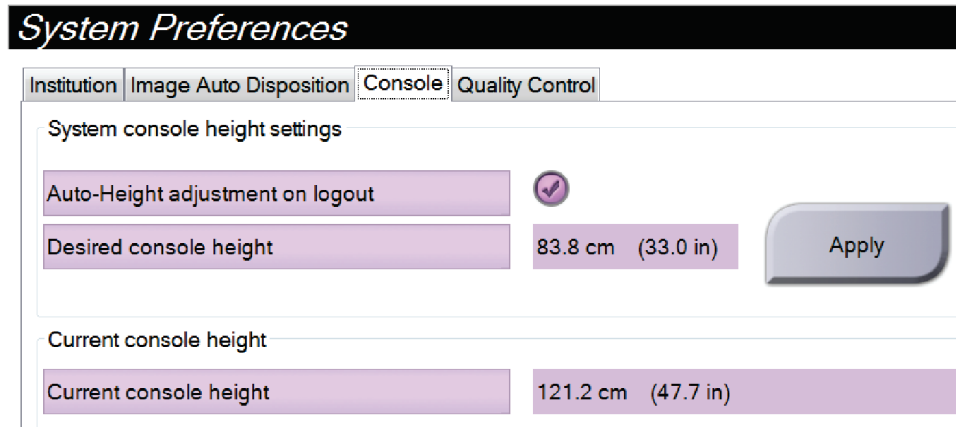 System Preferences
Institution Image Auto Disposition Console Quality Control
System console height settings
Auto-Height adjustment on logout
Desired console height 83.8 cm (33.0 in) Apply
Current console height
Current console height 121.2 cm (47.7 in)